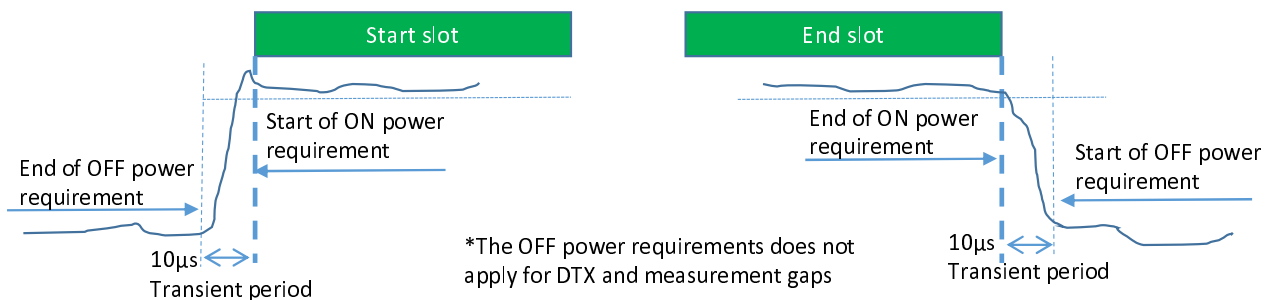 Start slot
End slot
Start of ON power
requirement
End of OFF power
requirement
10µs
Transient period
*The OFF power requirements does not
apply for DTX and measurement gaps
End of ON power
requirement
Start of OFF power
requirement
10µs
Transient period